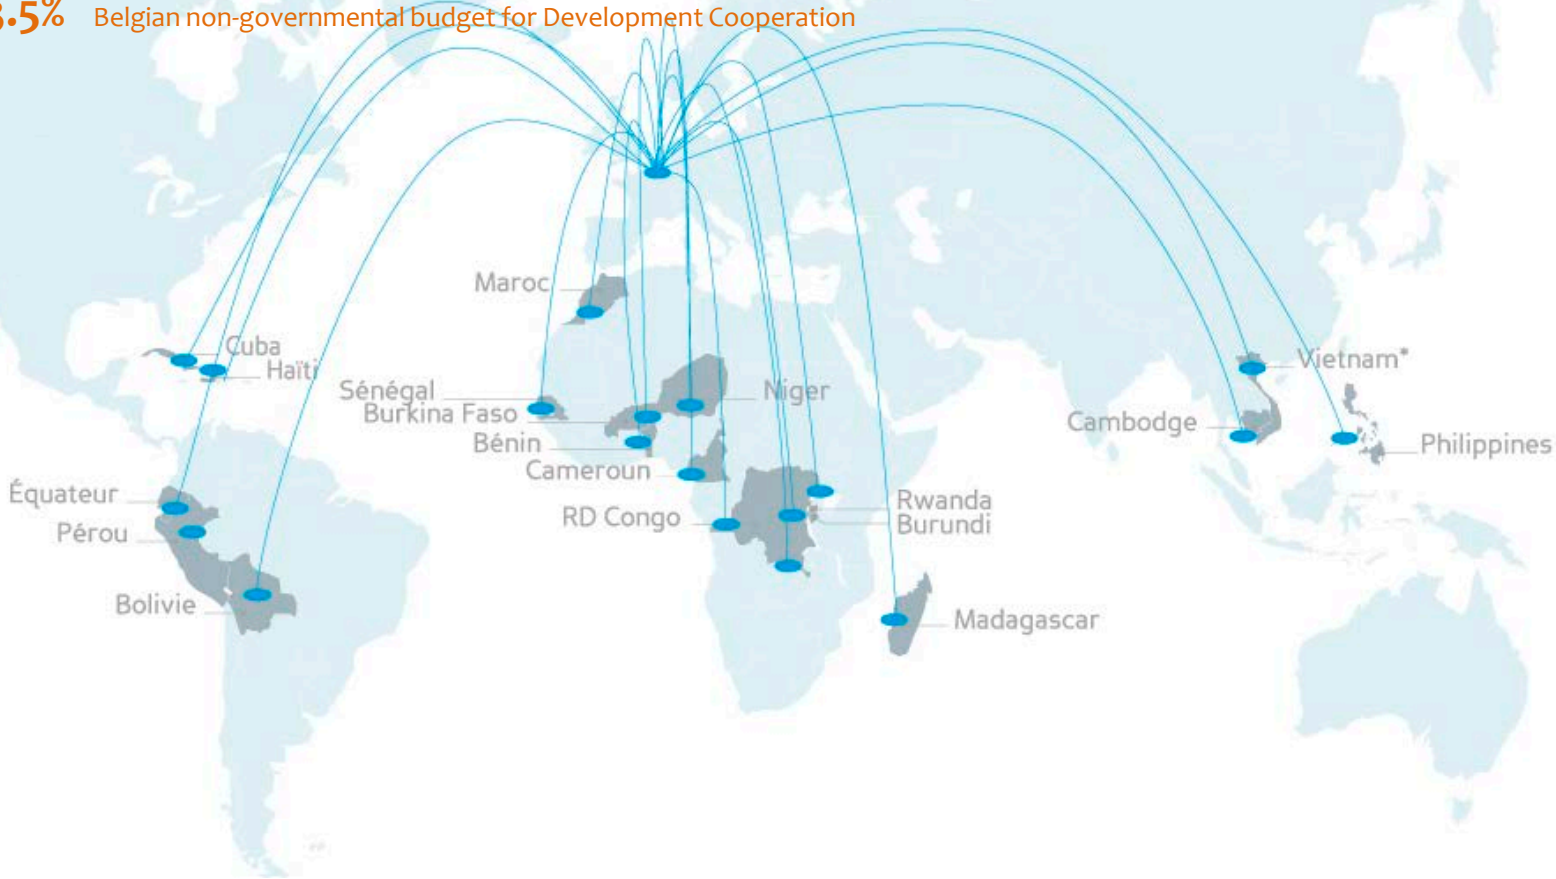 3.5% Belgian non-governmental budget for Development Cooperation
Maroc
Cuba
Haïti
Sénégal
Burkina Faso
Bénin
Cameroun
Niger
Vietnam*
Cambodge
Philippines
Équateur
Pérou
Bolivie
RD Congo
Rwanda
Burundi
Madagascar